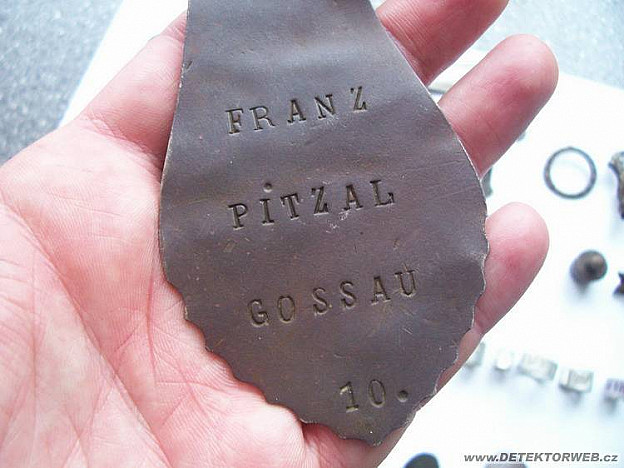 FRANZ
PiTZAL
GOSSAU
10.
www.DETEKTORWEB.cz